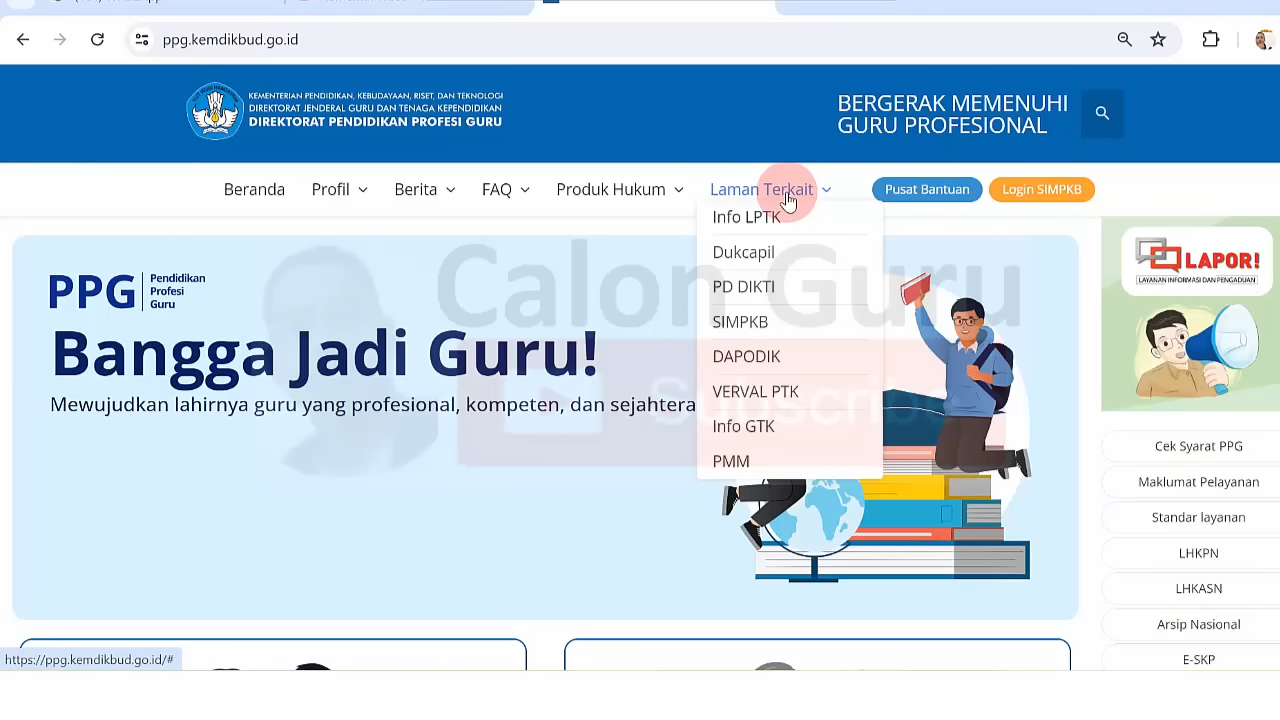 ppg.kemdikbud.go.id
KEMENTERIAN PENDIDIKAN, KEBUDAYAAN, RISET, DAN TEKNOLOGI
DIREKTORAT JENDERAL GURU DAN TENAGA KEPENDIDIKAN
DIREKTORAT PENDIDIKAN PROFESI GURU
BERGERAK MEMENUHI
GURU PROFESIONAL
Beranda Profil Berita FAQ Produk Hukum Laman Terkait Pusat Bantuan Login SIMPKB
Info LPTK
Dukcapil
PD DIKTI
SIMPKB
DAPODIK
VERVAL PTK
Info GTK
PMM
Calon Guru
PPG Pendidikan
Profesi
Guru
Bangga Jadi Guru!
Mewujudkan lahirnya guru yang profesional, kompeten, dan sejahtera
LAPOR!
LAYANAN INFORMASI DAN PENGADUAN
Cek Syarat PPG
Maklumat Pelayanan
Standar layanan
LHKPN
LHKASN
Arsip Nasional
E-SKP
https://ppg.kemdikbud.go.id/#